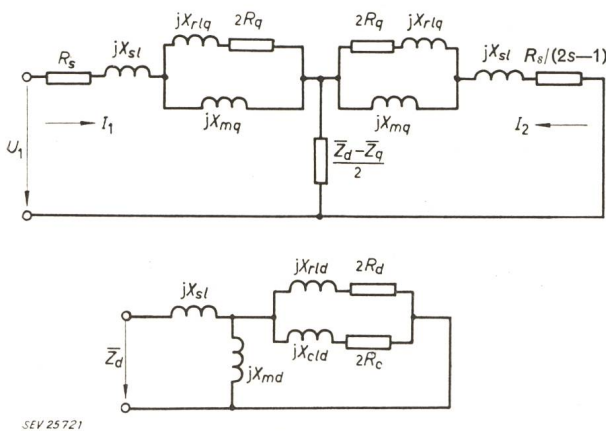 jX_rlq 2R_q 2R_q jX_rlq
R_s jX_sl jX_sl R_s/(2s—1)
I_1 jX_mq jX_mq I_2
U_1 Z̅_d – Z̅_q
2
jX_rld 2R_d
jX_sl
Z̅_d jX_md jX_cld 2R_c
SEV 25721